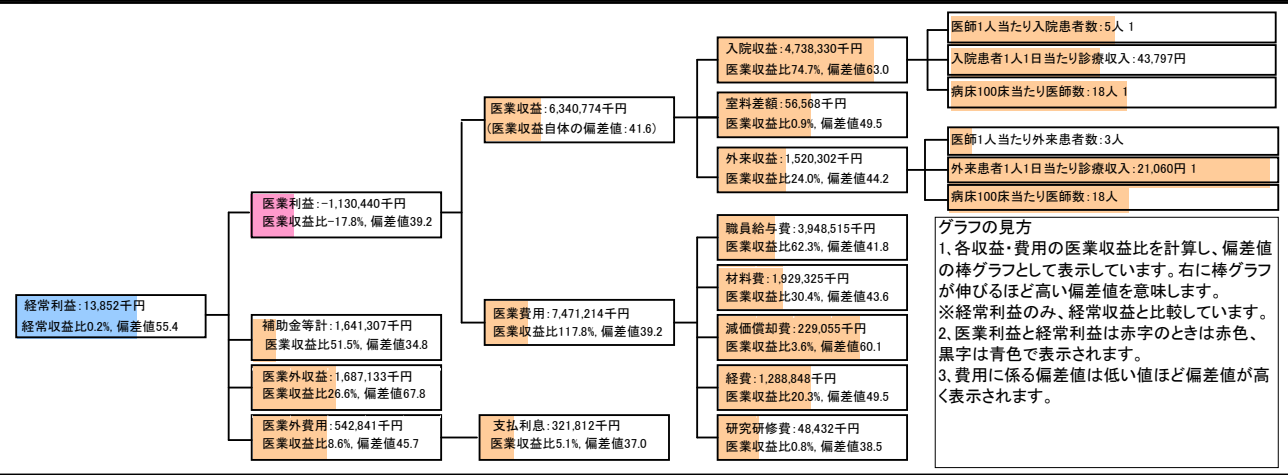 経常利益:13,852千円
経常収比0.2%, 偏差値55.4
医業利益:-1,130,440千円
医業収益比-17.8%, 偏差値39.2
補助金等計:1,641,307千円
医業収益比51.5%, 偏差値34.8
医業外収益:1,687,133千円
医業収益比26.6%, 偏差値67.8
医業外費用:542,841千円
医業収益比8.6%, 偏差値45.7
医業収益:6,340,774千円
(医業収益自体の偏差値:41.6)
医業費用:7,471,214千円
医業収益比117.8%, 偏差値39.2
支払利息:321,812千円
医業収益比5.1%, 偏差値37.0
入院収益:4,738,330千円
医業収益比74.7%, 偏差値63.0
室料差額:56,568千円
医業収益比0.9%, 偏差値49.5
外来収益:1,520,302千円
医業収益比24.0%, 偏差値44.2
職員給与費:3,948,515千円
医業収益比62.3%, 偏差値41.8
材料費:1,929,325千円
医業収益比30.4%, 偏差値43.6
減価償却費:229,055千円
医業収益比3.6%, 偏差値60.1
経費:1,288,848千円
医業収益比20.3%, 偏差値49.5
研究研修費:48,432千円
医業収益比0.8%, 偏差値38.5
医師1人当たり入院患者数:5人 1
入院患者1人1日当たり診療収入:43,797円
病床100床当たり医師数:18人 1
医師1人当たり外来患者数:3人
外来患者1人1日当たり診療収入:21,060円 1
病床100床当たり医師数:18人
グラフの見方
1、各収益・費用の医業収益比を計算し、偏差値
の棒グラフとして表示しています。右に棒グラフ
が伸びるほど高い偏差値を意味します。
※経常利益のみ、経常収益と比較しています。
2、医業利益と経常利益は赤字のときは赤色、
黒字は青色で表示されます。
3、費用に係る偏差値は低い値ほど偏差値が高
く表示されます。